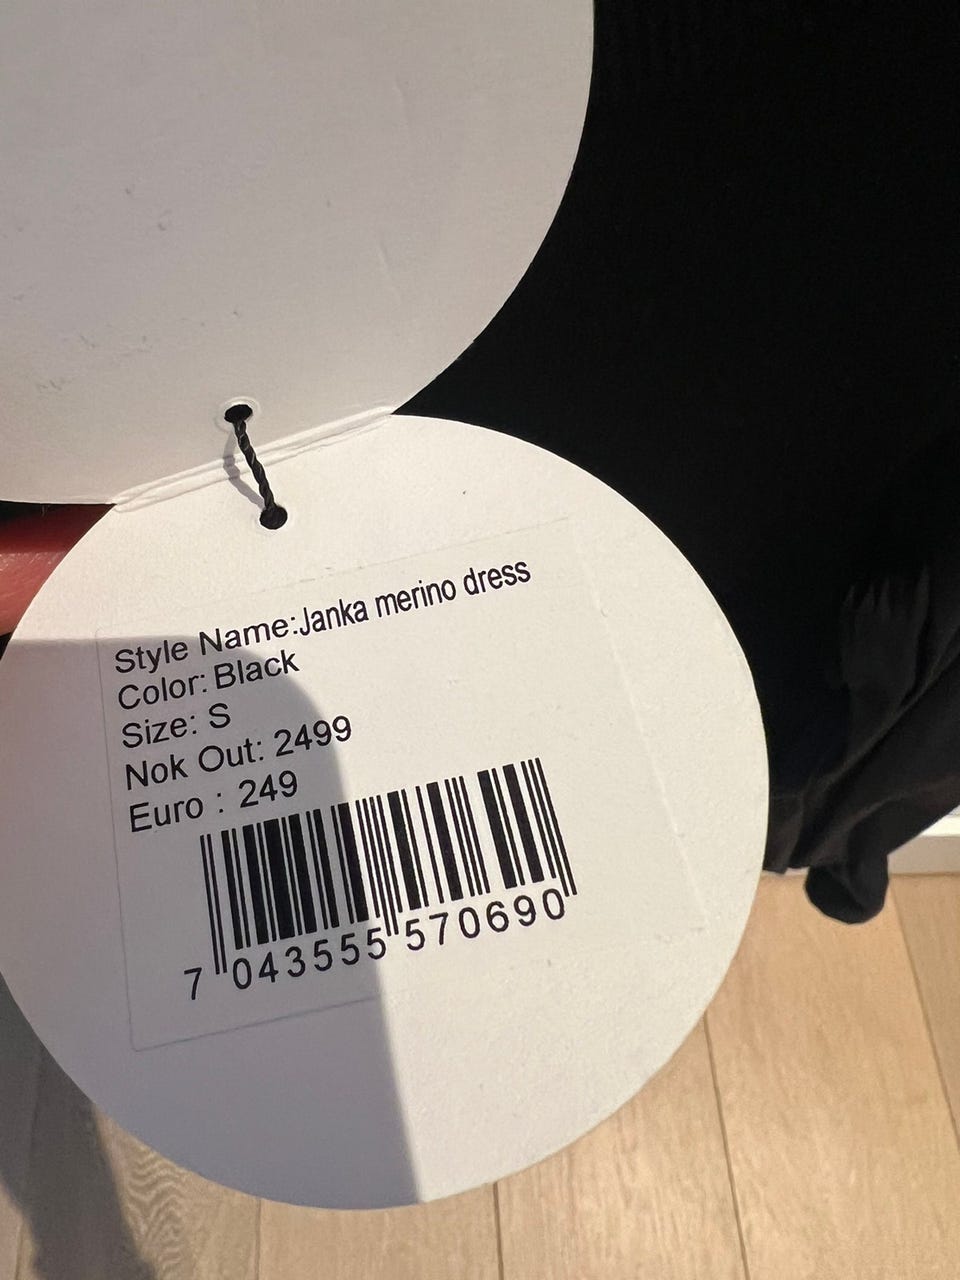 Style Name:Janka merino dress
Color: Black
Size: S
Nok Out: 2499
Euro : 249
7 043555 570690